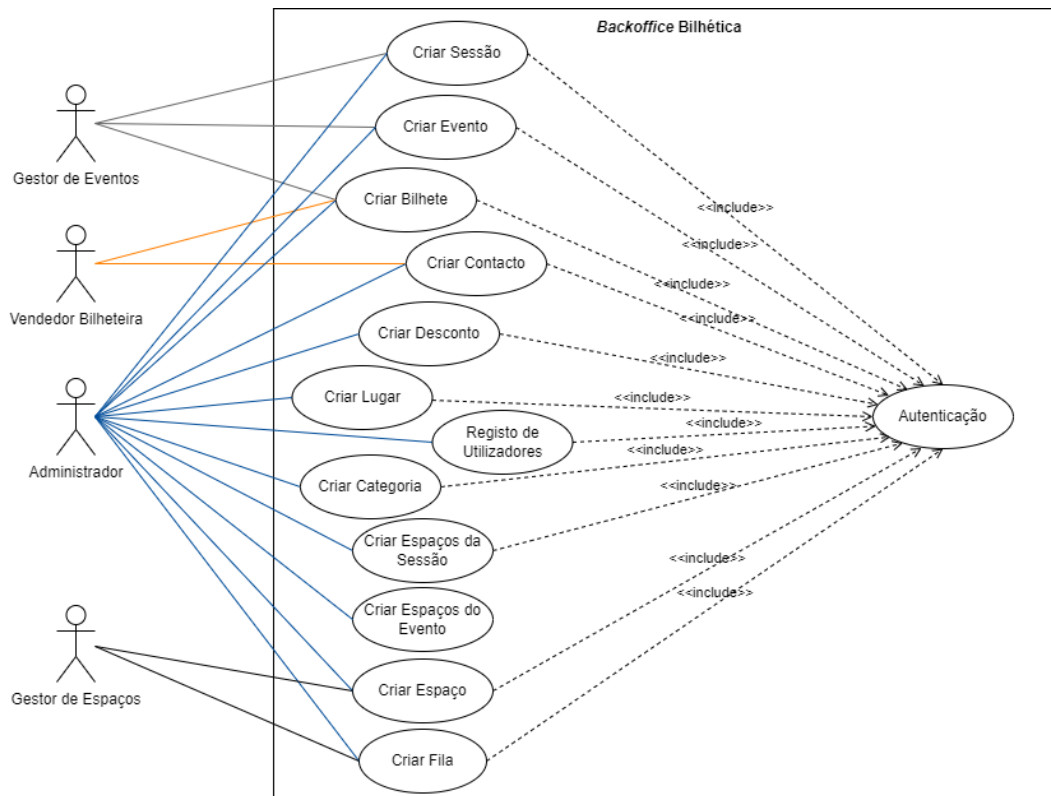 Backoffice Bilhética
Criar Sessão
Gestor de Eventos
Criar Evento
Criar Bilhete
<<include>>
<<include>>
Vendedor Bilheteira
Criar Contacto
<<include>>
<<include>>
Criar Desconto
<<include>>
Administrador
Criar Lugar
<<include>>
Autenticação
Registo de
Utilizadores
<<include>>
<<include>>
Criar Categoria
<<include>>
Criar Espaços da
Sessão
<<include>>
Criar Espaços do
Evento
<<include>>
Gestor de Espaços
Criar Espaço
Criar Fila